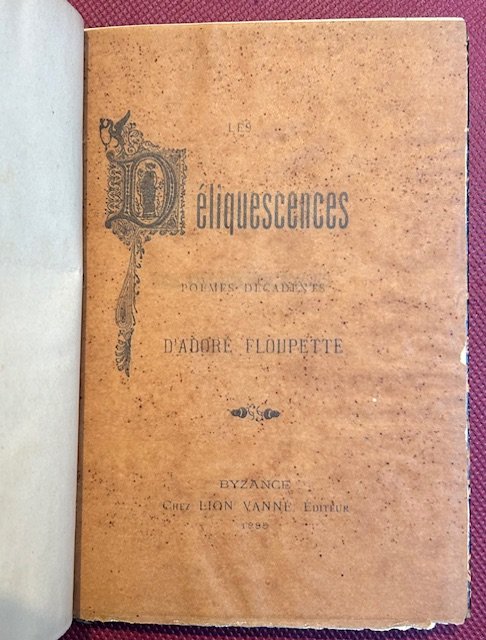 LES
Déliquescences
POÈMES DÉCADENTS
D'ADORÉ FLOUPETTE
BYZANCE
CHEZ LION VANNÉ, ÉDITEUR
1885